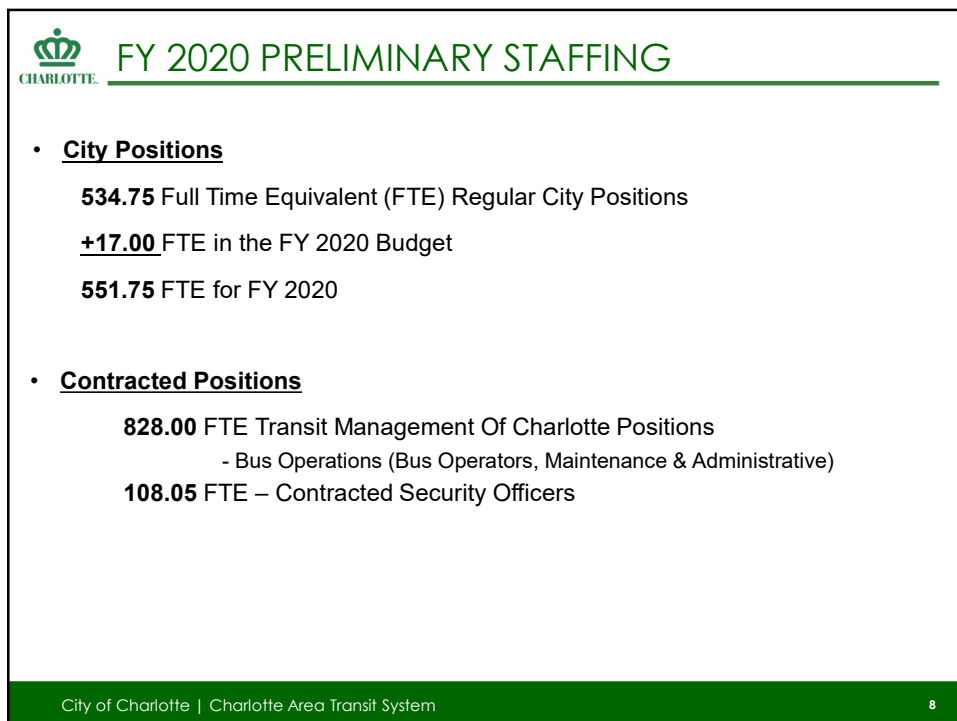 CHARLOTTE.
FY 2020 PRELIMINARY STAFFING
• City Positions
534.75 Full Time Equivalent (FTE) Regular City Positions
+17.00 FTE in the FY 2020 Budget
551.75 FTE for FY 2020
• Contracted Positions
828.00 FTE Transit Management Of Charlotte Positions
- Bus Operations (Bus Operators, Maintenance & Administrative)
108.05 FTE – Contracted Security Officers
City of Charlotte | Charlotte Area Transit System 8